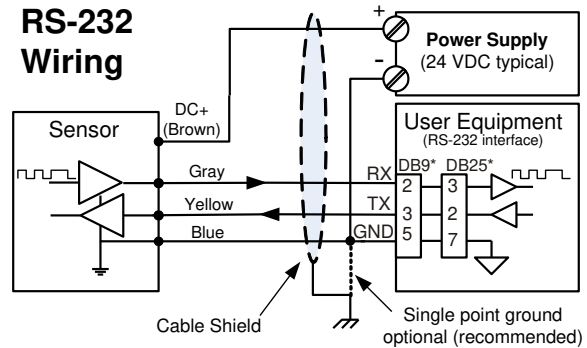 RS-232
Wiring
+
-
Power Supply
(24 VDC typical)
DC+
(Brown)
Sensor
User Equipment
(RS-232 interface)
DB9* DB25*
Gray
RX
2
3
Yellow
TX
3
2
Blue
GND
5
7
Cable Shield
Single point ground
optional (recommended)